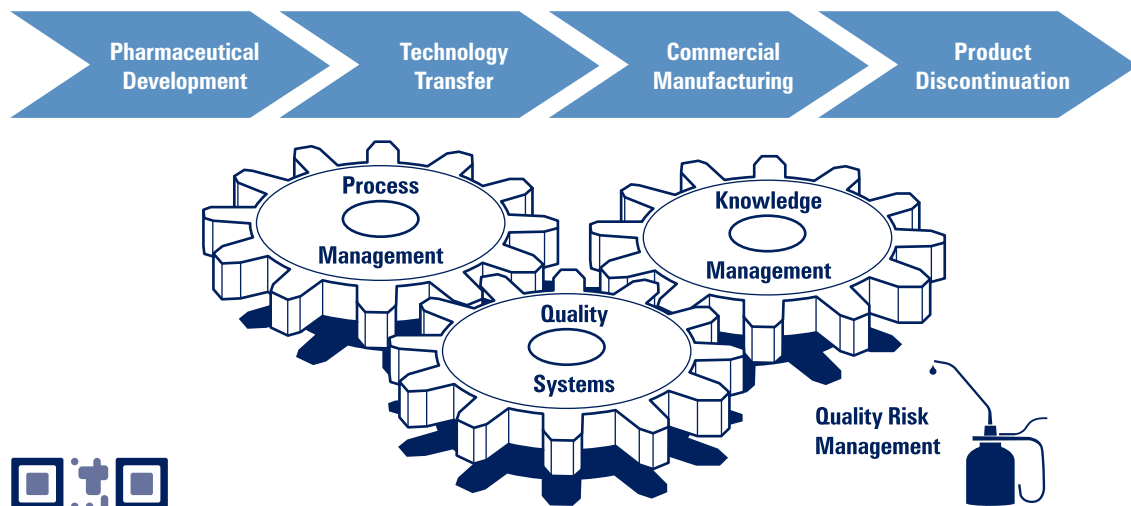 Pharmaceutical
Development
Technology
Transfer
Commercial
Manufacturing
Product
Discontinuation
Process
Management
Knowledge
Management
Quality
Systems
Quality Risk
Management